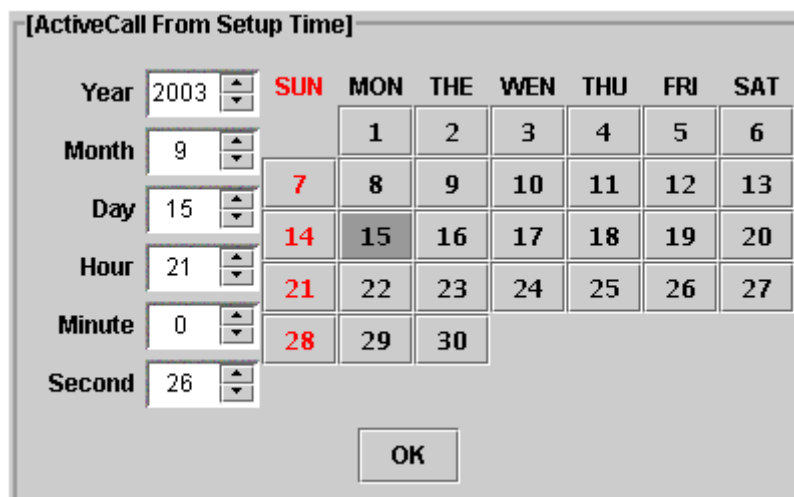 [ActiveCall From Setup Time]
Year 2003 SUN MON THE WEN THU FRI SAT
1 2 3 4 5 6
Month 9
7 8 9 10 11 12 13
Day 15
14 15 16 17 18 19 20
Hour 21
21 22 23 24 25 26 27
Minute 0
28 29 30
Second 26
OK